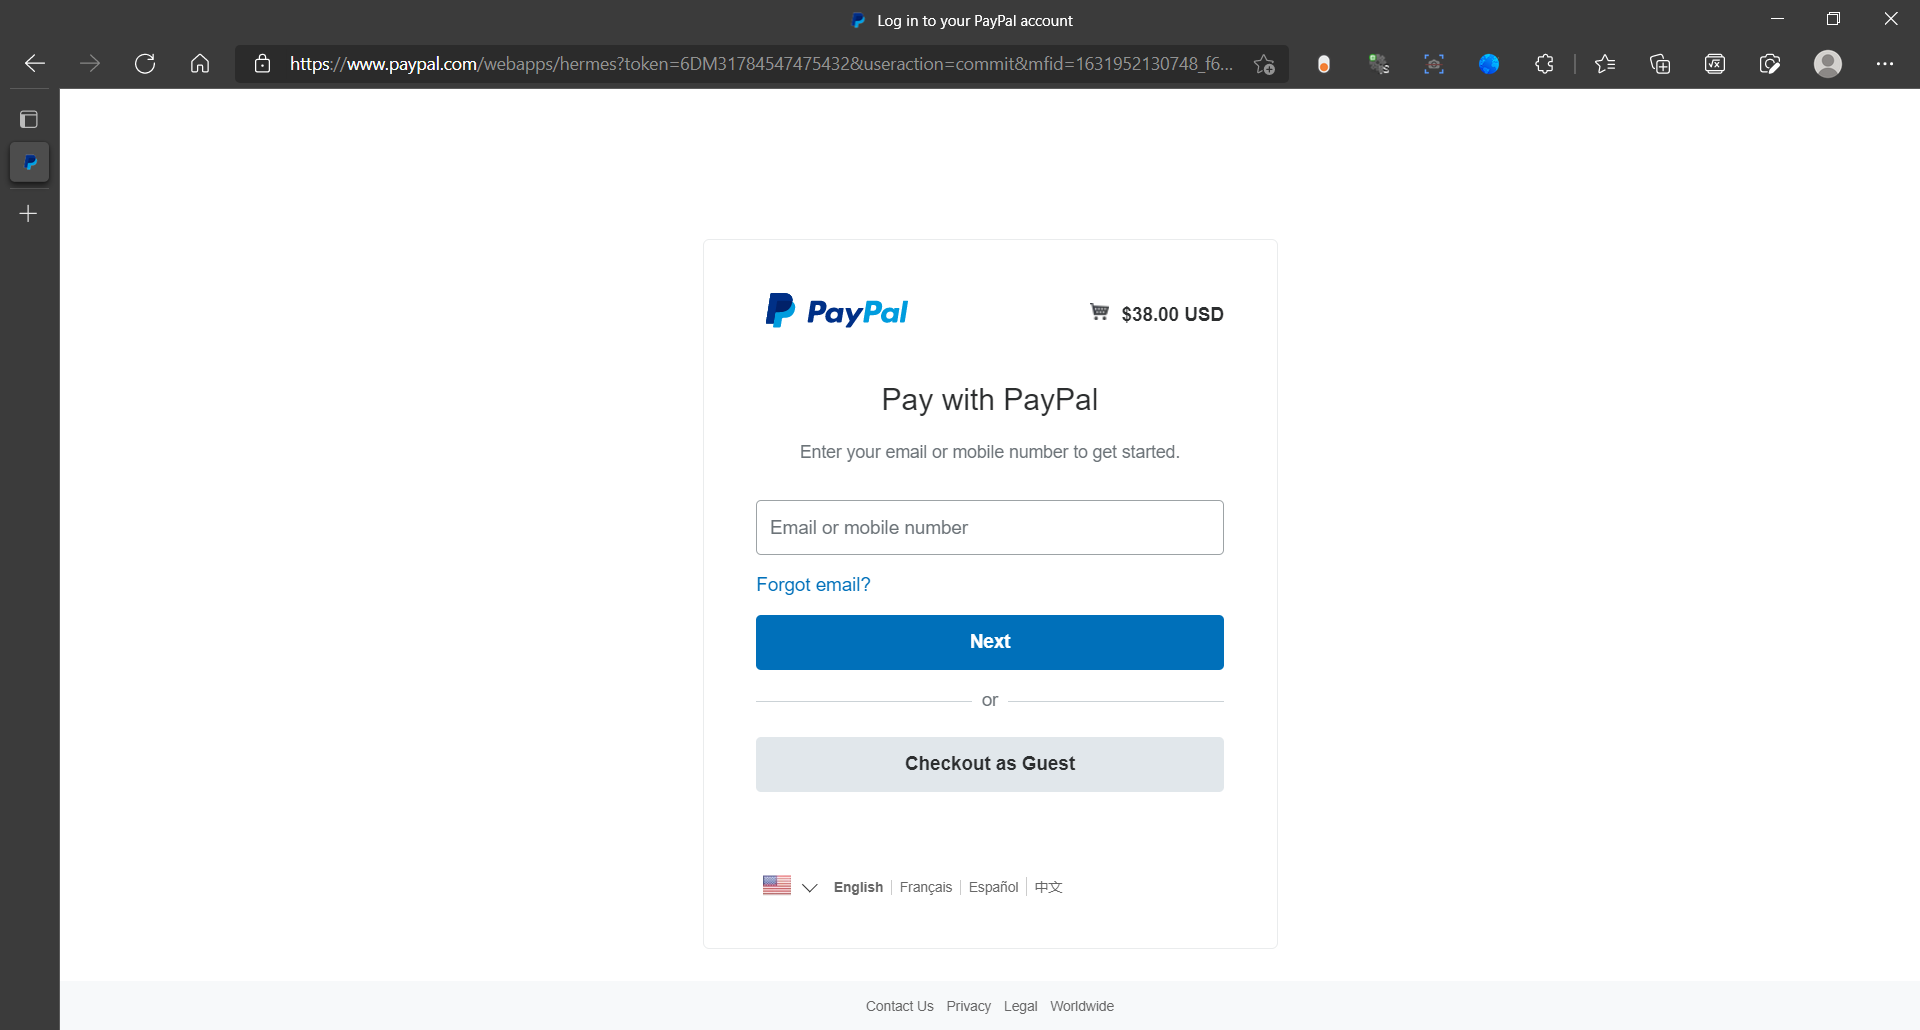 Log in to your PayPal account
https://www.paypal.com/webapps/hermes?token=6DM31784547475432&useraction=commit&mfid=1631952130748_f6...
PayPal
$38.00 USD
Pay with PayPal
Enter your email or mobile number to get started.
Email or mobile number
Forgot email?
Next
or
Checkout as Guest
English Français Español 中文
Contact Us Privacy Legal Worldwide